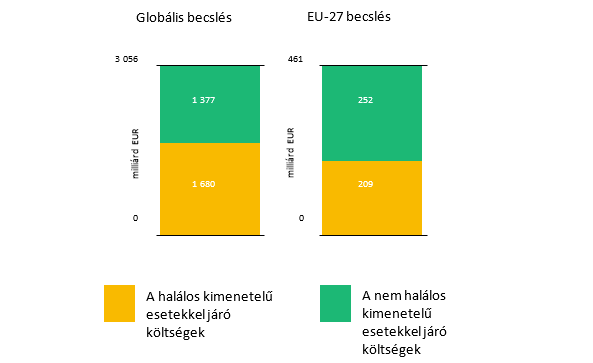 Globális becslés
EU-27 becslés
3 056
461
1 377
252
milliárd EUR
milliárd EUR
1 680
209
0
0
A halálos kimenetelű
esetekkel járó
költségek
A nem halálos
kimenetelű
esetekkel járó
költségek